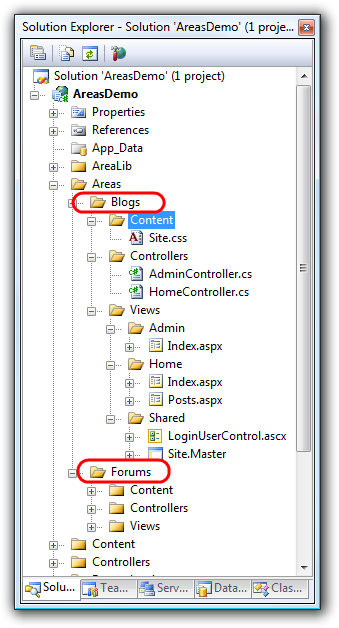 Solution Explorer - Solution 'AreasDemo' (1 proje...
Solution 'AreasDemo' (1 project)
AreasDemo
Properties
References
App_Data
AreaLib
Areas
Blogs
Content
Site.css
Controllers
AdminController.cs
HomeController.cs
Views
Admin
Index.aspx
Home
Index.aspx
Posts.aspx
Shared
LoginUserControl.ascx
Site.Master
Forums
Content
Controllers
Views
Content
Controllers
Solu... Tea... Serv... Data... Clas...